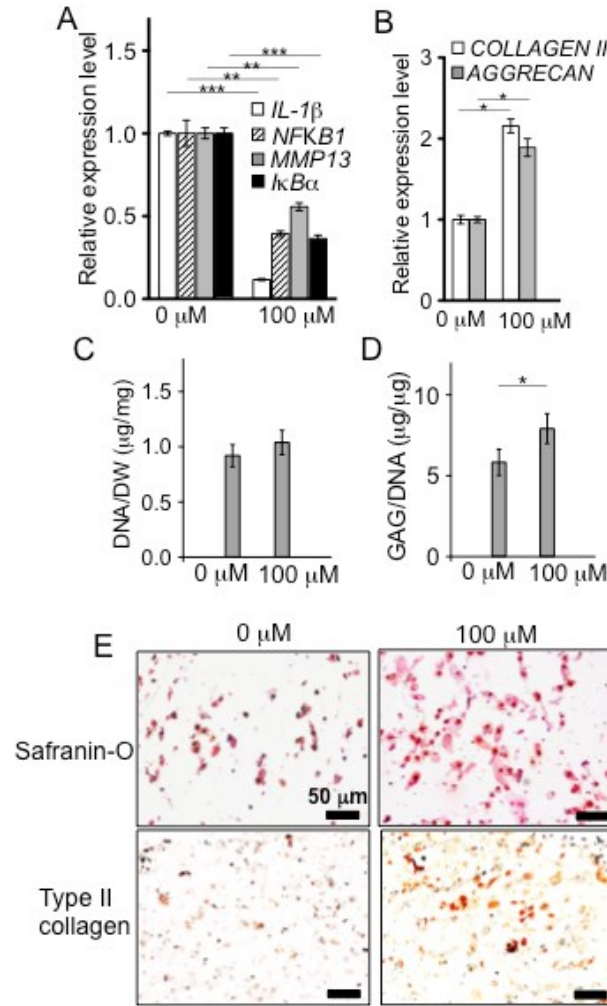 A
Relative expression level
1.5
1.0
0.5
0.0
***
**
**
***
IL-1β
NFKB1
MMP13
IκBα
0 μM
100 μM
B
Relative expression level
3
2
1
0
COLLAGEN II
AGGRECAN
*
*
0 μM
100 μM
C
DNA/DW (μg/mg)
1.5
1.0
0.5
0.0
0 μM
100 μM
D
GAG/DNA (μg/μg)
10
5
0
*
0 μM
100 μM
E
0 μM
100 μM
Safranin-O
50 μm
Type II
collagen